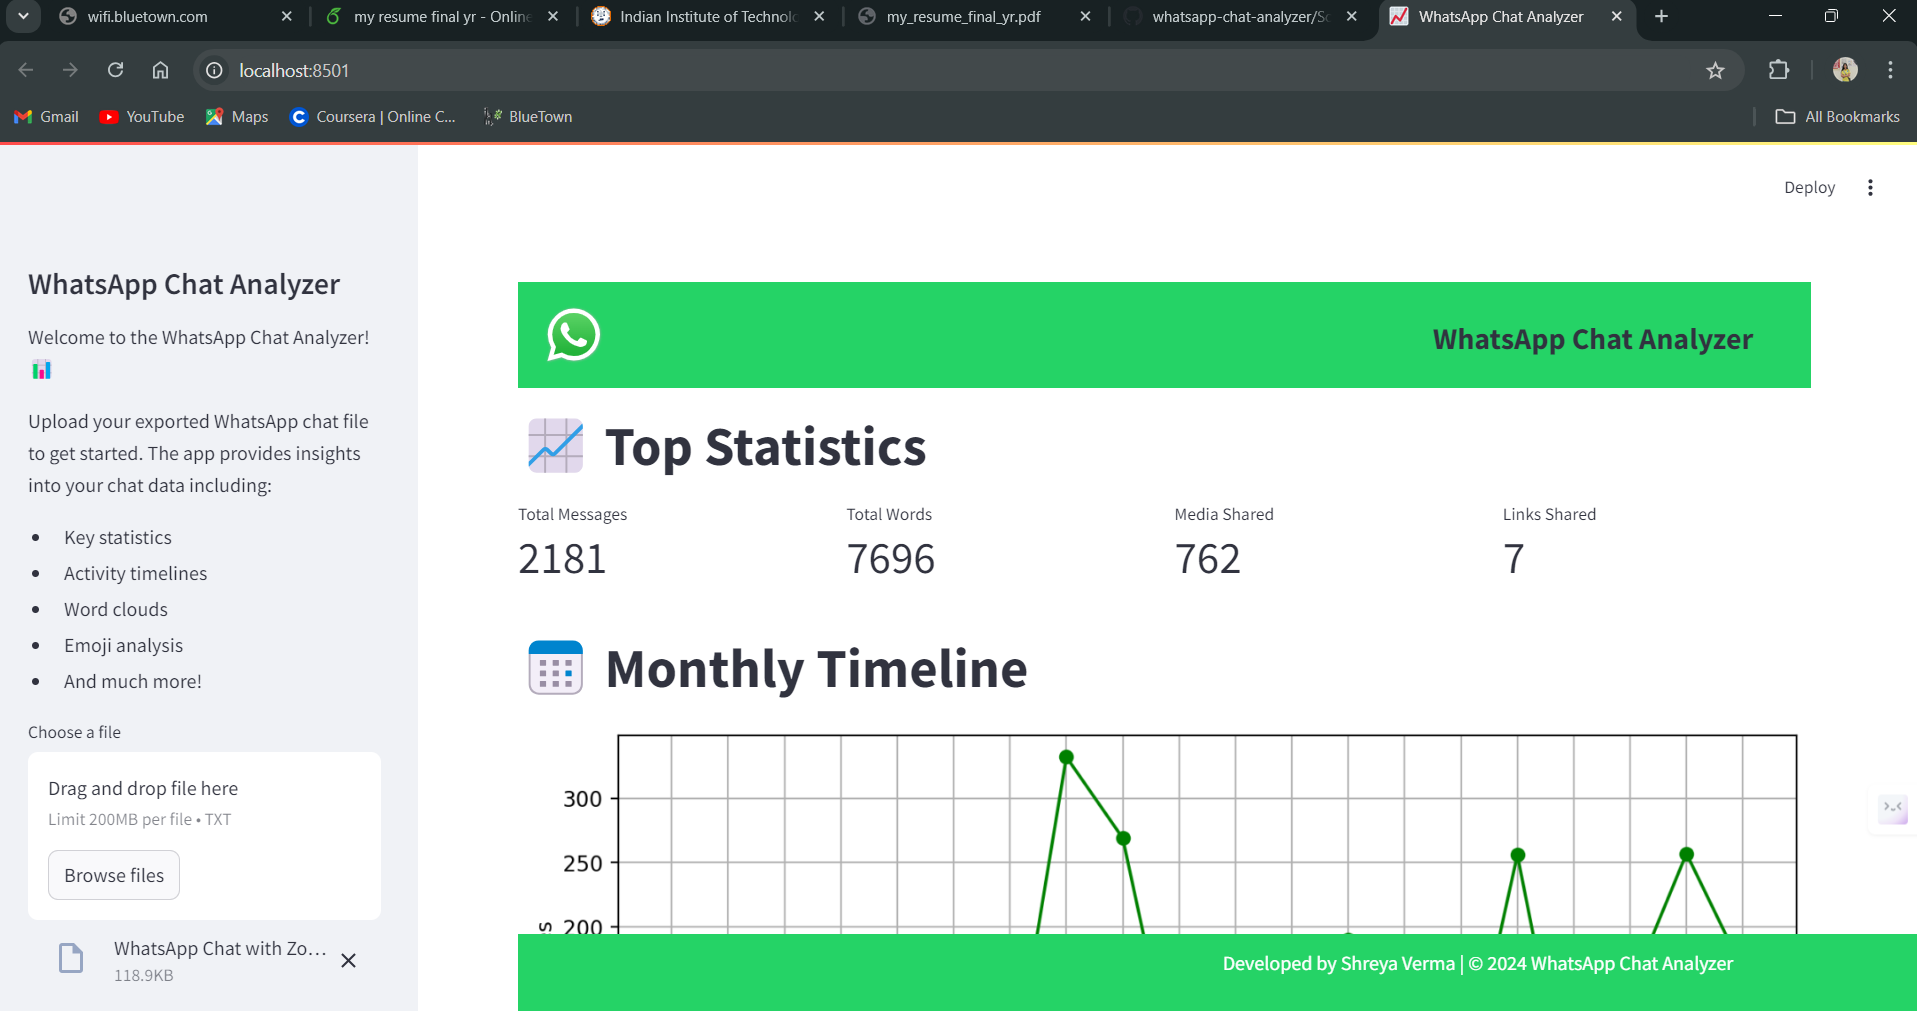 wifi.bluetown.com
my resume final yr - Online
Indian Institute of Technolo
my_resume_final_yr.pdf
whatsapp-chat-analyzer/Sc
WhatsApp Chat Analyzer
localhost:8501
Gmail
YouTube
Maps
Coursera | Online C...
BlueTown
All Bookmarks
Deploy
WhatsApp Chat Analyzer
Welcome to the WhatsApp Chat Analyzer!
Upload your exported WhatsApp chat file
to get started. The app provides insights
into your chat data including:
• Key statistics
• Activity timelines
• Word clouds
• Emoji analysis
• And much more!
Choose a file
Drag and drop file here
Limit 200MB per file • TXT
Browse files
WhatsApp Chat with Zo...
118.9KB
WhatsApp Chat Analyzer
Top Statistics
Total Messages
2181
Total Words
7696
Media Shared
762
Links Shared
7
Monthly Timeline
300
250
200
Developed by Shreya Verma | © 2024 WhatsApp Chat Analyzer